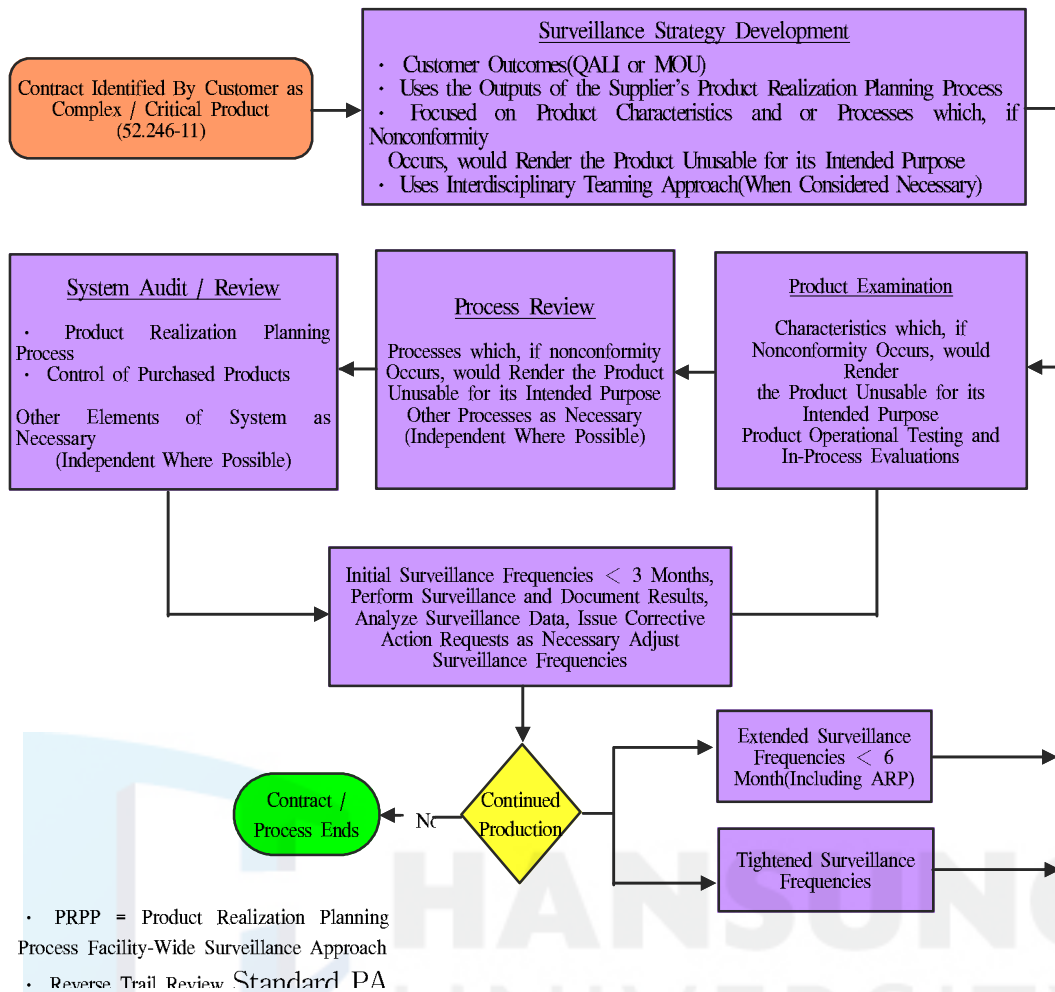 Surveillance Strategy Development
· Customer Outcomes(QALI or MOU)
· Uses the Outputs of the Supplier's Product Realization Planning Process
· Focused on Product Characteristics and or Processes which, if
Nonconformity
Occurs, would Render the Product Unusable for its Intended Purpose
· Uses Interdisciplinary Teaming Approach(When Considered Necessary)
Contract Identified By Customer as
Complex / Critical Product
(52.246-11)
System Audit / Review
· Product Realization Planning
Process
· Control of Purchased Products
Other Elements of System as
Necessary
(Independent Where Possible)
Process Review
Processes which, if nonconformity
Occurs, would Render the Product
Unusable for its Intended Purpose
Other Processes as Necessary
(Independent Where Possible)
Product Examination
Characteristics which, if
Nonconformity Occurs, would
Render
the Product Unusable for its
Intended Purpose
Product Operational Testing and
In-Process Evaluations
Initial Surveillance Frequencies < 3 Months,
Perform Surveillance and Document Results,
Analyze Surveillance Data, Issue Corrective
Action Requests as Necessary Adjust
Surveillance Frequencies
Extended Surveillance
Frequencies < 6
Month(Including ARP)
Contract /
Process Ends
No
Continued
Production
Tightened Surveillance
Frequencies
HANSUNG
UNIVERSITY
· PRPP = Product Realization Planning
Process Facility-Wide Surveillance Approach
· Reverse Trail Review Standard PA